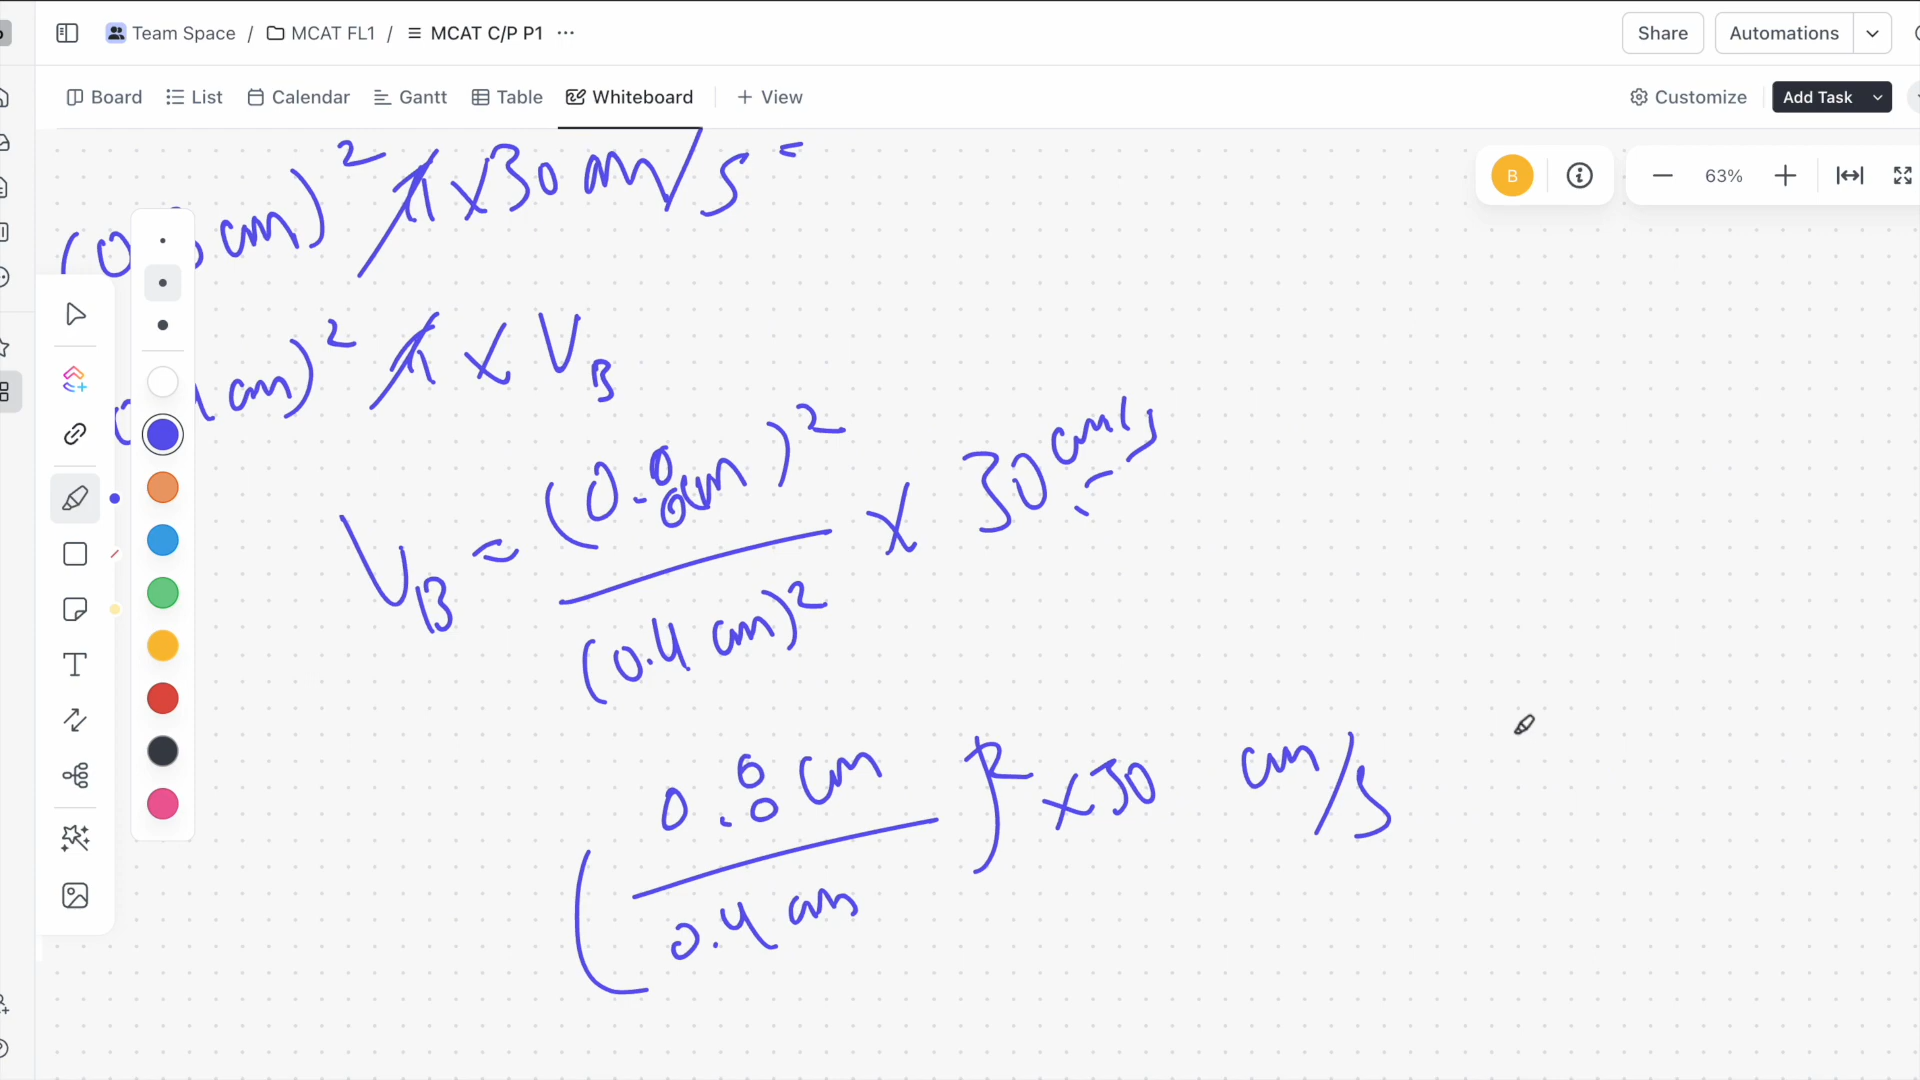 Team Space / MCAT FL1 / MCAT C/P P1 ...
Share
Automations
Board
List
Calendar
Gantt
Table
Whiteboard
+ View
Customize
Add Task
B
63%
cm)² π x 30 cm/s =
cm)² π x V_B
V_B = (0.8 cm)² x 30 cm/s
(0.4 cm)²
0.8 cm )² x 30 cm/s
( 0.4 cm
T